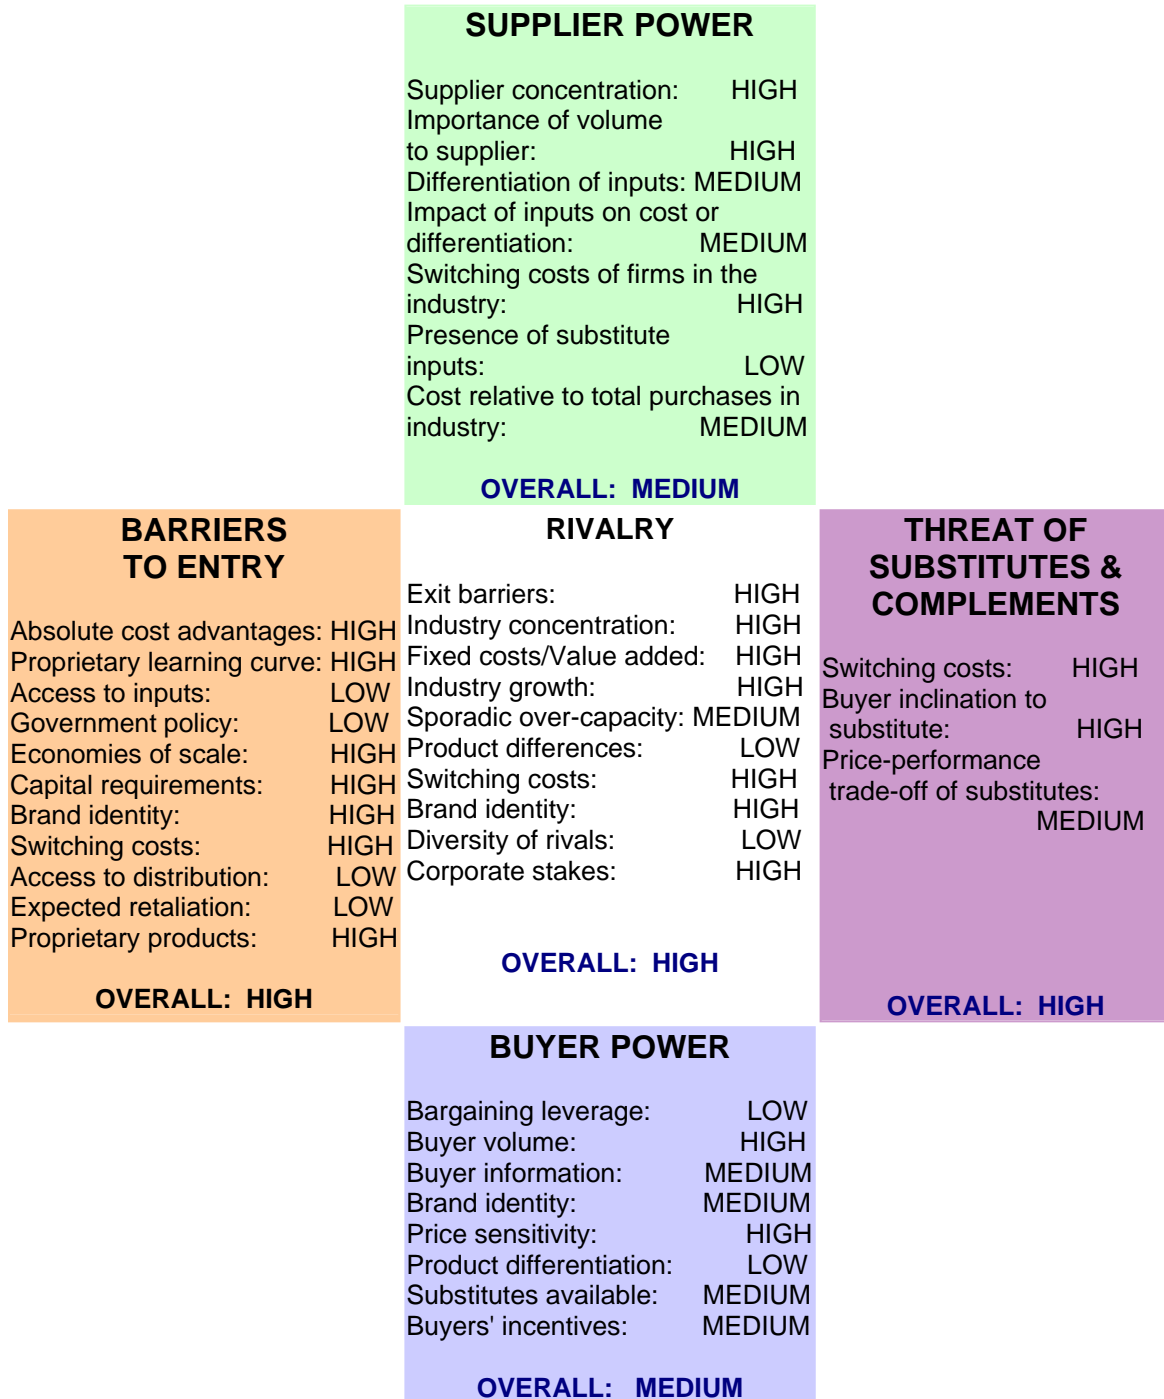 SUPPLIER POWER
Supplier concentration: HIGH
Importance of volume
to supplier: HIGH
Differentiation of inputs: MEDIUM
Impact of inputs on cost or
differentiation: MEDIUM
Switching costs of firms in the
industry: HIGH
Presence of substitute
inputs: LOW
Cost relative to total purchases in
industry: MEDIUM
OVERALL: MEDIUM
BARRIERS
TO ENTRY
Absolute cost advantages: HIGH
Proprietary learning curve: HIGH
Access to inputs: LOW
Government policy: LOW
Economies of scale: HIGH
Capital requirements: HIGH
Brand identity: HIGH
Switching costs: HIGH
Access to distribution: LOW
Expected retaliation: LOW
Proprietary products: HIGH
OVERALL: HIGH
RIVALRY
Exit barriers: HIGH
Industry concentration: HIGH
Fixed costs/Value added: HIGH
Industry growth: HIGH
Sporadic over-capacity: MEDIUM
Product differences: LOW
Switching costs: HIGH
Brand identity: HIGH
Diversity of rivals: LOW
Corporate stakes: HIGH
OVERALL: HIGH
THREAT OF
SUBSTITUTES &
COMPLEMENTS
Switching costs: HIGH
Buyer inclination to
substitute: HIGH
Price-performance
trade-off of substitutes:
MEDIUM
OVERALL: HIGH
BUYER POWER
Bargaining leverage: LOW
Buyer volume: HIGH
Buyer information: MEDIUM
Brand identity: MEDIUM
Price sensitivity: HIGH
Product differentiation: LOW
Substitutes available: MEDIUM
Buyers' incentives: MEDIUM
OVERALL: MEDIUM